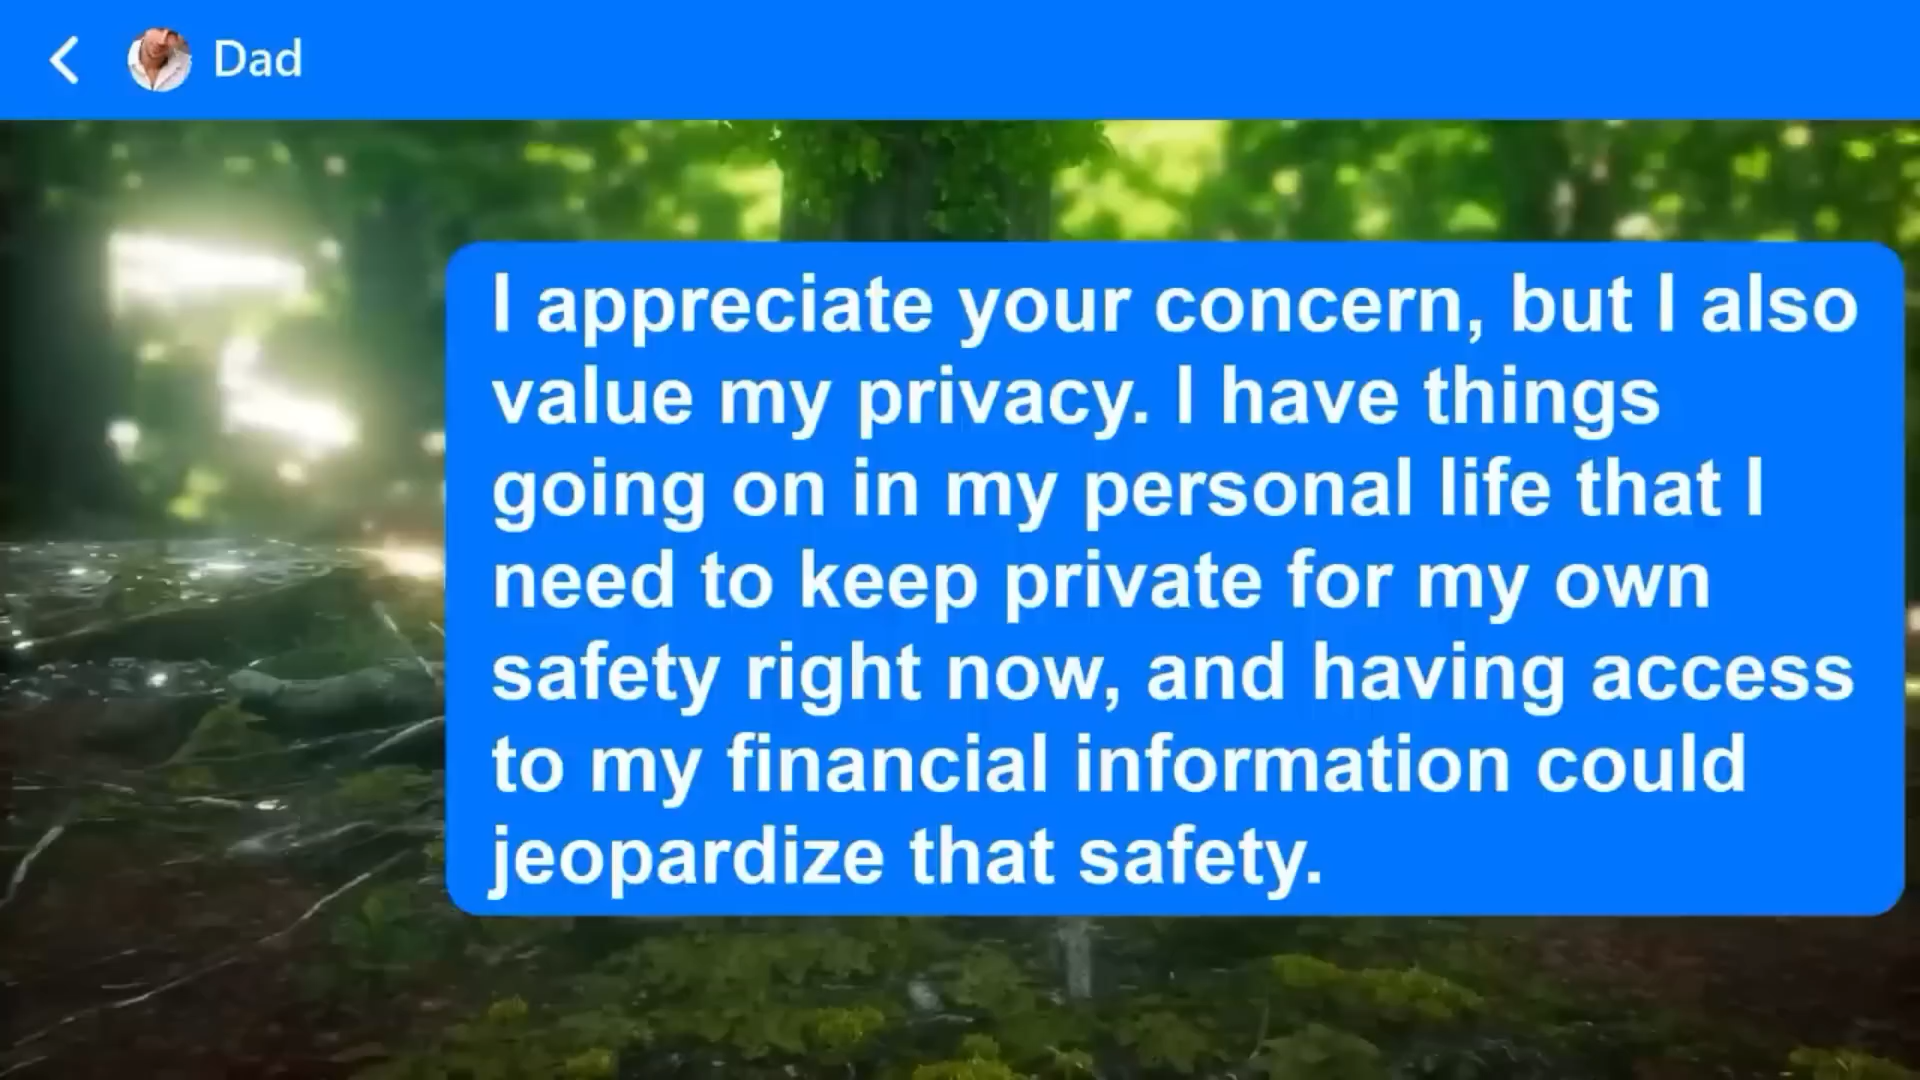 Dad
I appreciate your concern, but I also
value my privacy. I have things
going on in my personal life that I
need to keep private for my own
safety right now, and having access
to my financial information could
jeopardize that safety.